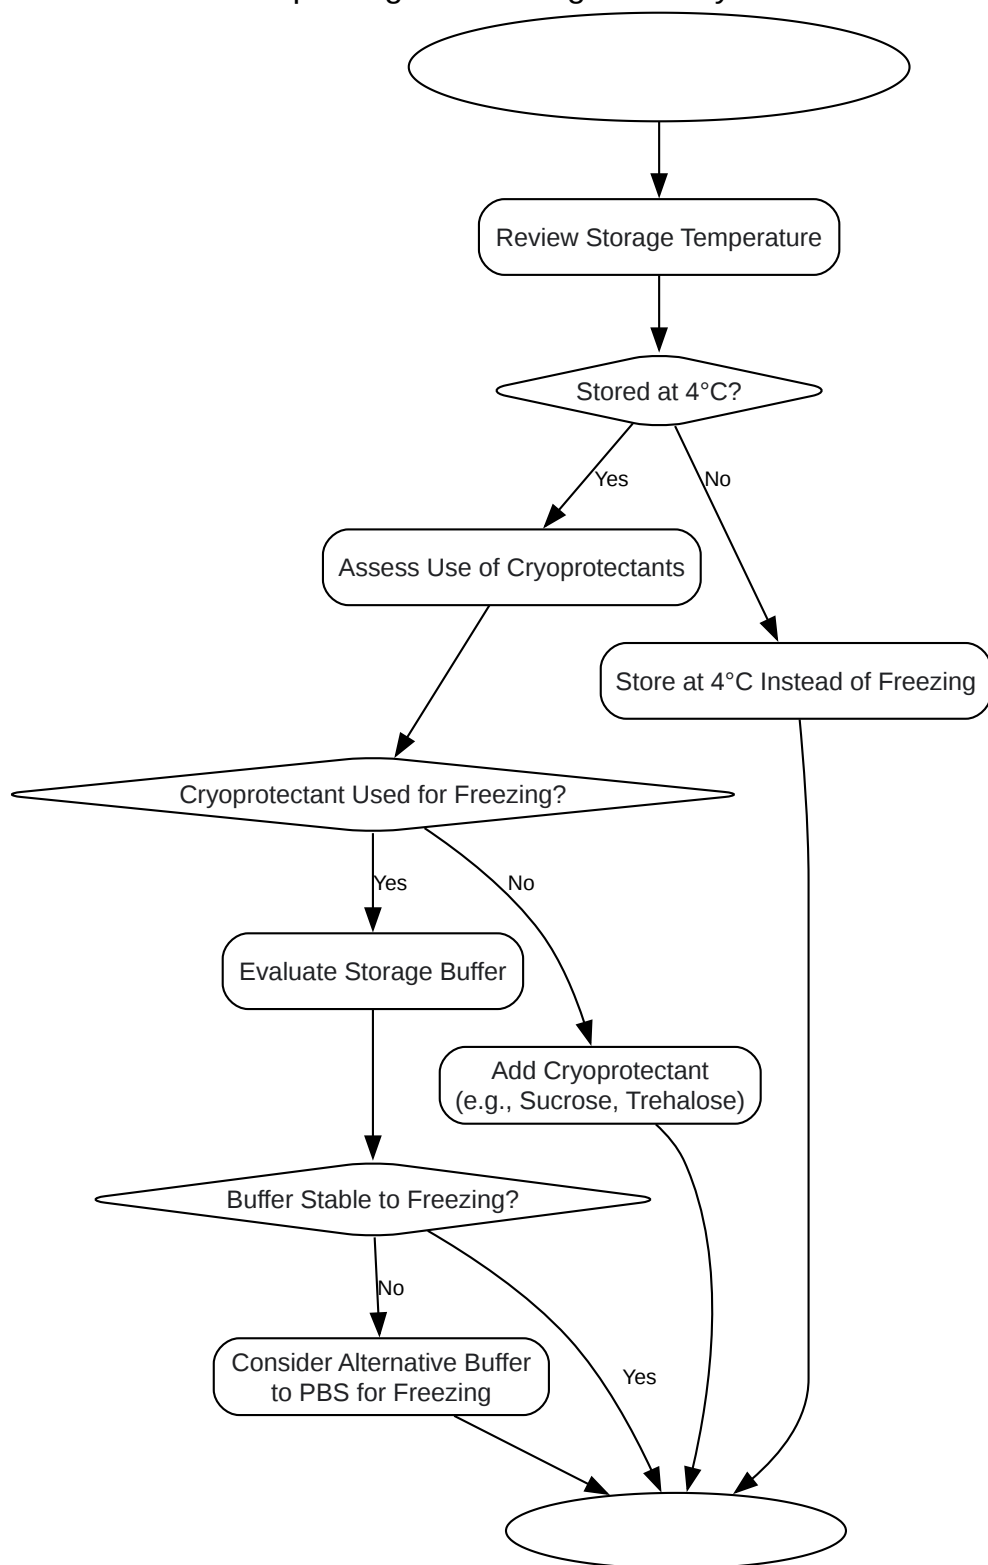 Review Storage Temperature
Stored at 4°C?
Yes
No
Assess Use of Cryoprotectants
Store at 4°C Instead of Freezing
Cryoprotectant Used for Freezing?
Yes
No
Evaluate Storage Buffer
Add Cryoprotectant
(e.g., Sucrose, Trehalose)
Buffer Stable to Freezing?
No
Yes
Consider Alternative Buffer
to PBS for Freezing